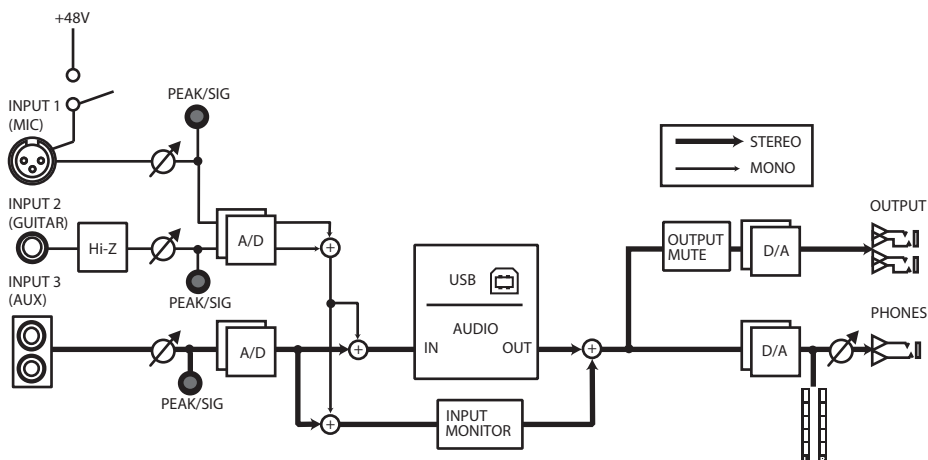 +48V
INPUT 1
(MIC)
PEAK/SIG
INPUT 2
(GUITAR)
Hi-Z
A/D
PEAK/SIG
INPUT 3
(AUX)
A/D
PEAK/SIG
USB
AUDIO
IN
OUT
INPUT
MONITOR
STEREO
MONO
OUTPUT
MUTE
D/A
OUTPUT
D/A
PHONES